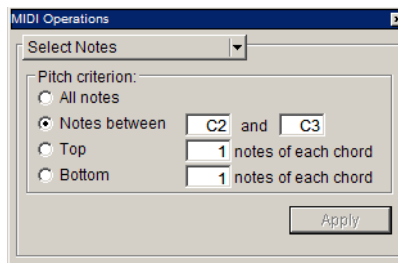 MIDI Operations
Select Notes
Pitch criterion:
All notes
Notes between C2 and C3
Top 1 notes of each chord
Bottom 1 notes of each chord
Apply